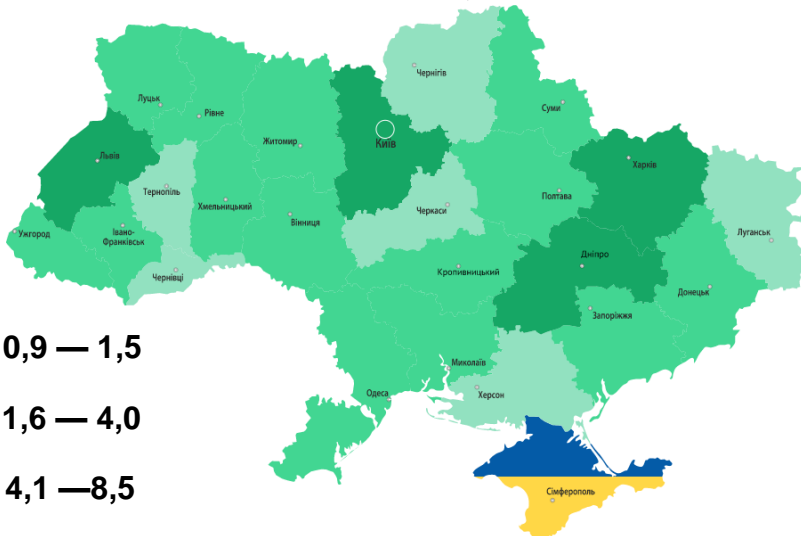 Чернігів
Луцьк
Рівне
Суми
Житомир
Київ
Львів
Харків
Тернопіль
Хмельницький
Полтава
Черкаси
Вінниця
Івано-
Франківськ
Ужгород
Луганськ
Чернівці
Дніпро
Кропивницький
Донецьк
Запоріжжя
0,9 — 1,5
Миколаїв
Одеса
Херсон
1,6 — 4,0
4,1 —8,5
Сімферополь